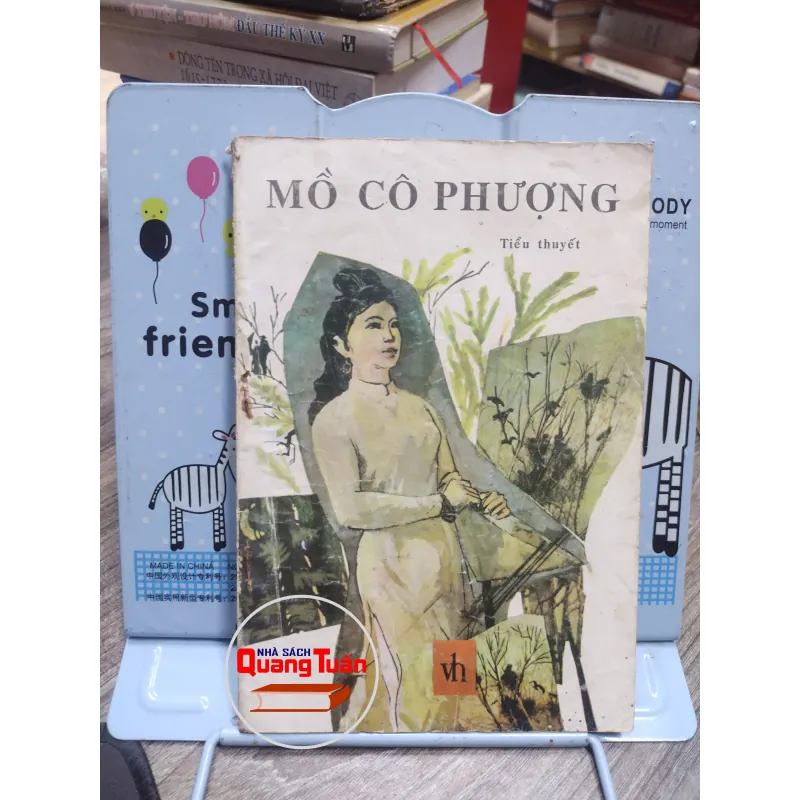 ĐẦU THẾ KỶ XX
DÒNG TÊN TRONG XÃ HỘI ĐẠI VIỆT
MỒ CÔ PHƯỢNG
Tiểu thuyết
ODY
moment
Sm
frien
MADE IN CHINA
vh
NHÀ SÁCH
Quang Tuấn